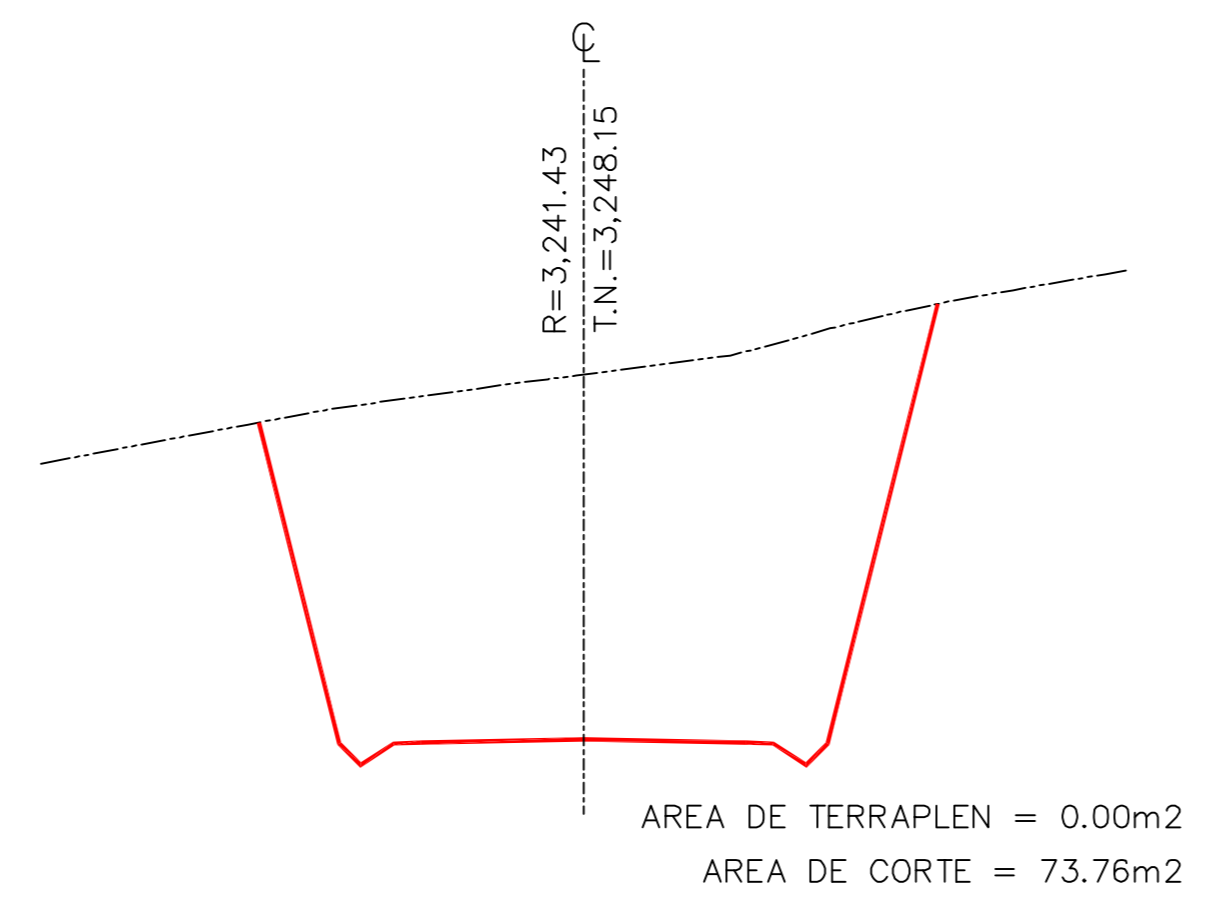 ℄
R=3,241.43
T.N.=3,248.15
AREA DE TERRAPLEN = 0.00m2
AREA DE CORTE = 73.76m2